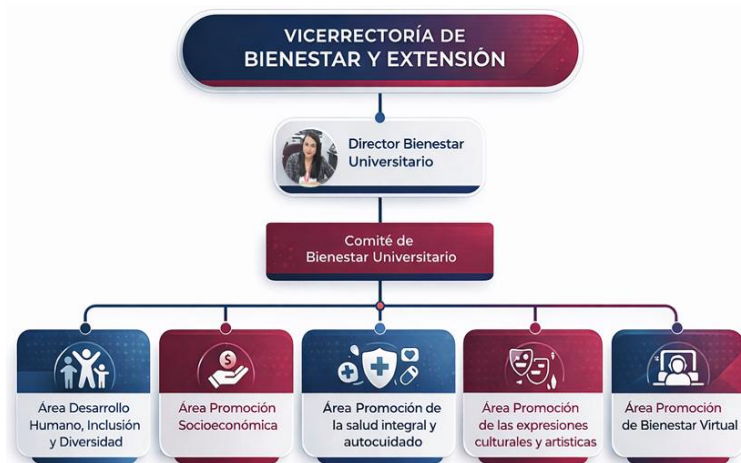 VICERRECTORÍA DE
BIENESTAR Y EXTENSIÓN
Director Bienestar
Universitario
Comité de
Bienestar Universitario
Área Desarrollo
Humano, Inclusión
y Diversidad
Área Promoción
Socioeconómica
Área Promoción de
la salud integral y
autocuidado
Área Promoción
de las expresiones
culturales y artisticas
Área Promoción
de Bienestar Virtual